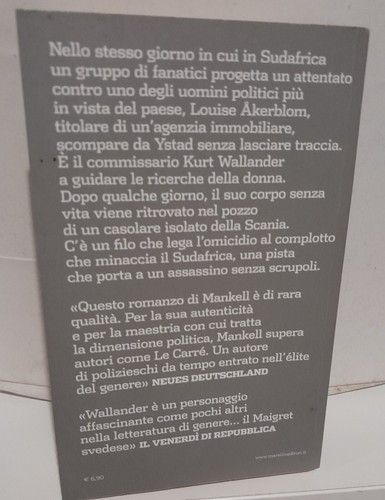 Nello stesso giorno in cui in Sudafrica
un gruppo di fanatici progetta un attentato
contro uno degli uomini politici più
in vista del paese, Louise Åkerblom,
titolare di un'agenzia immobiliare,
scompare da Ystad senza lasciare traccia.
È il commissario Kurt Wallander
a guidare le ricerche della donna.
Dopo qualche giorno, il suo corpo senza
vita viene ritrovato nel pozzo
di un casolare isolato della Scania.
C'è un filo che lega l'omicidio al complotto
che minaccia il Sudafrica, una pista
che porta a un assassino senza scrupoli.
«Questo romanzo di Mankell è di rara
qualità. Per la sua autenticità
e per la maestria con cui tratta
la dimensione politica, Mankell supera
autori come Le Carré. Un autore
di polizieschi da tempo entrato nell'élite
del genere» NEUES DEUTSCHLAND
«Wallander è un personaggio
affascinante come pochi altri
nella letteratura di genere... il Maigret
svedese» IL VENERDÌ DI REPUBBLICA
€ 6,90